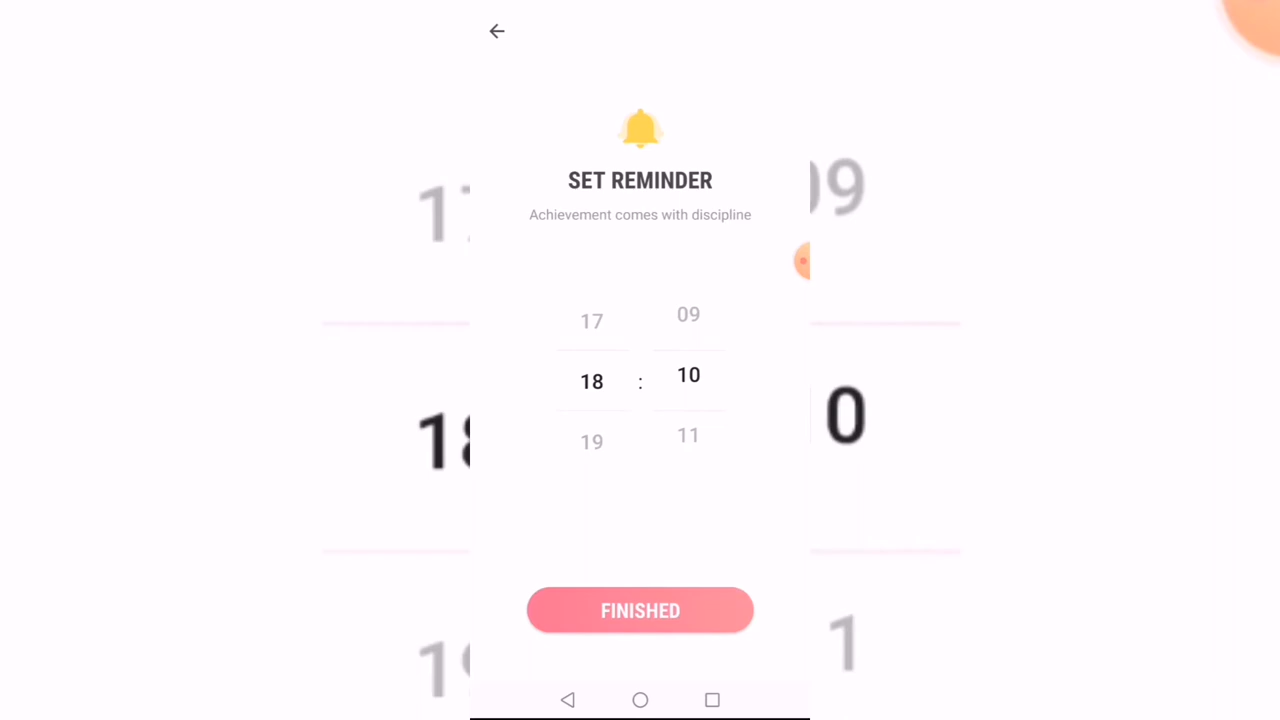 SET REMINDER
Achievement comes with discipline
17 09
18 : 10
19 11
FINISHED